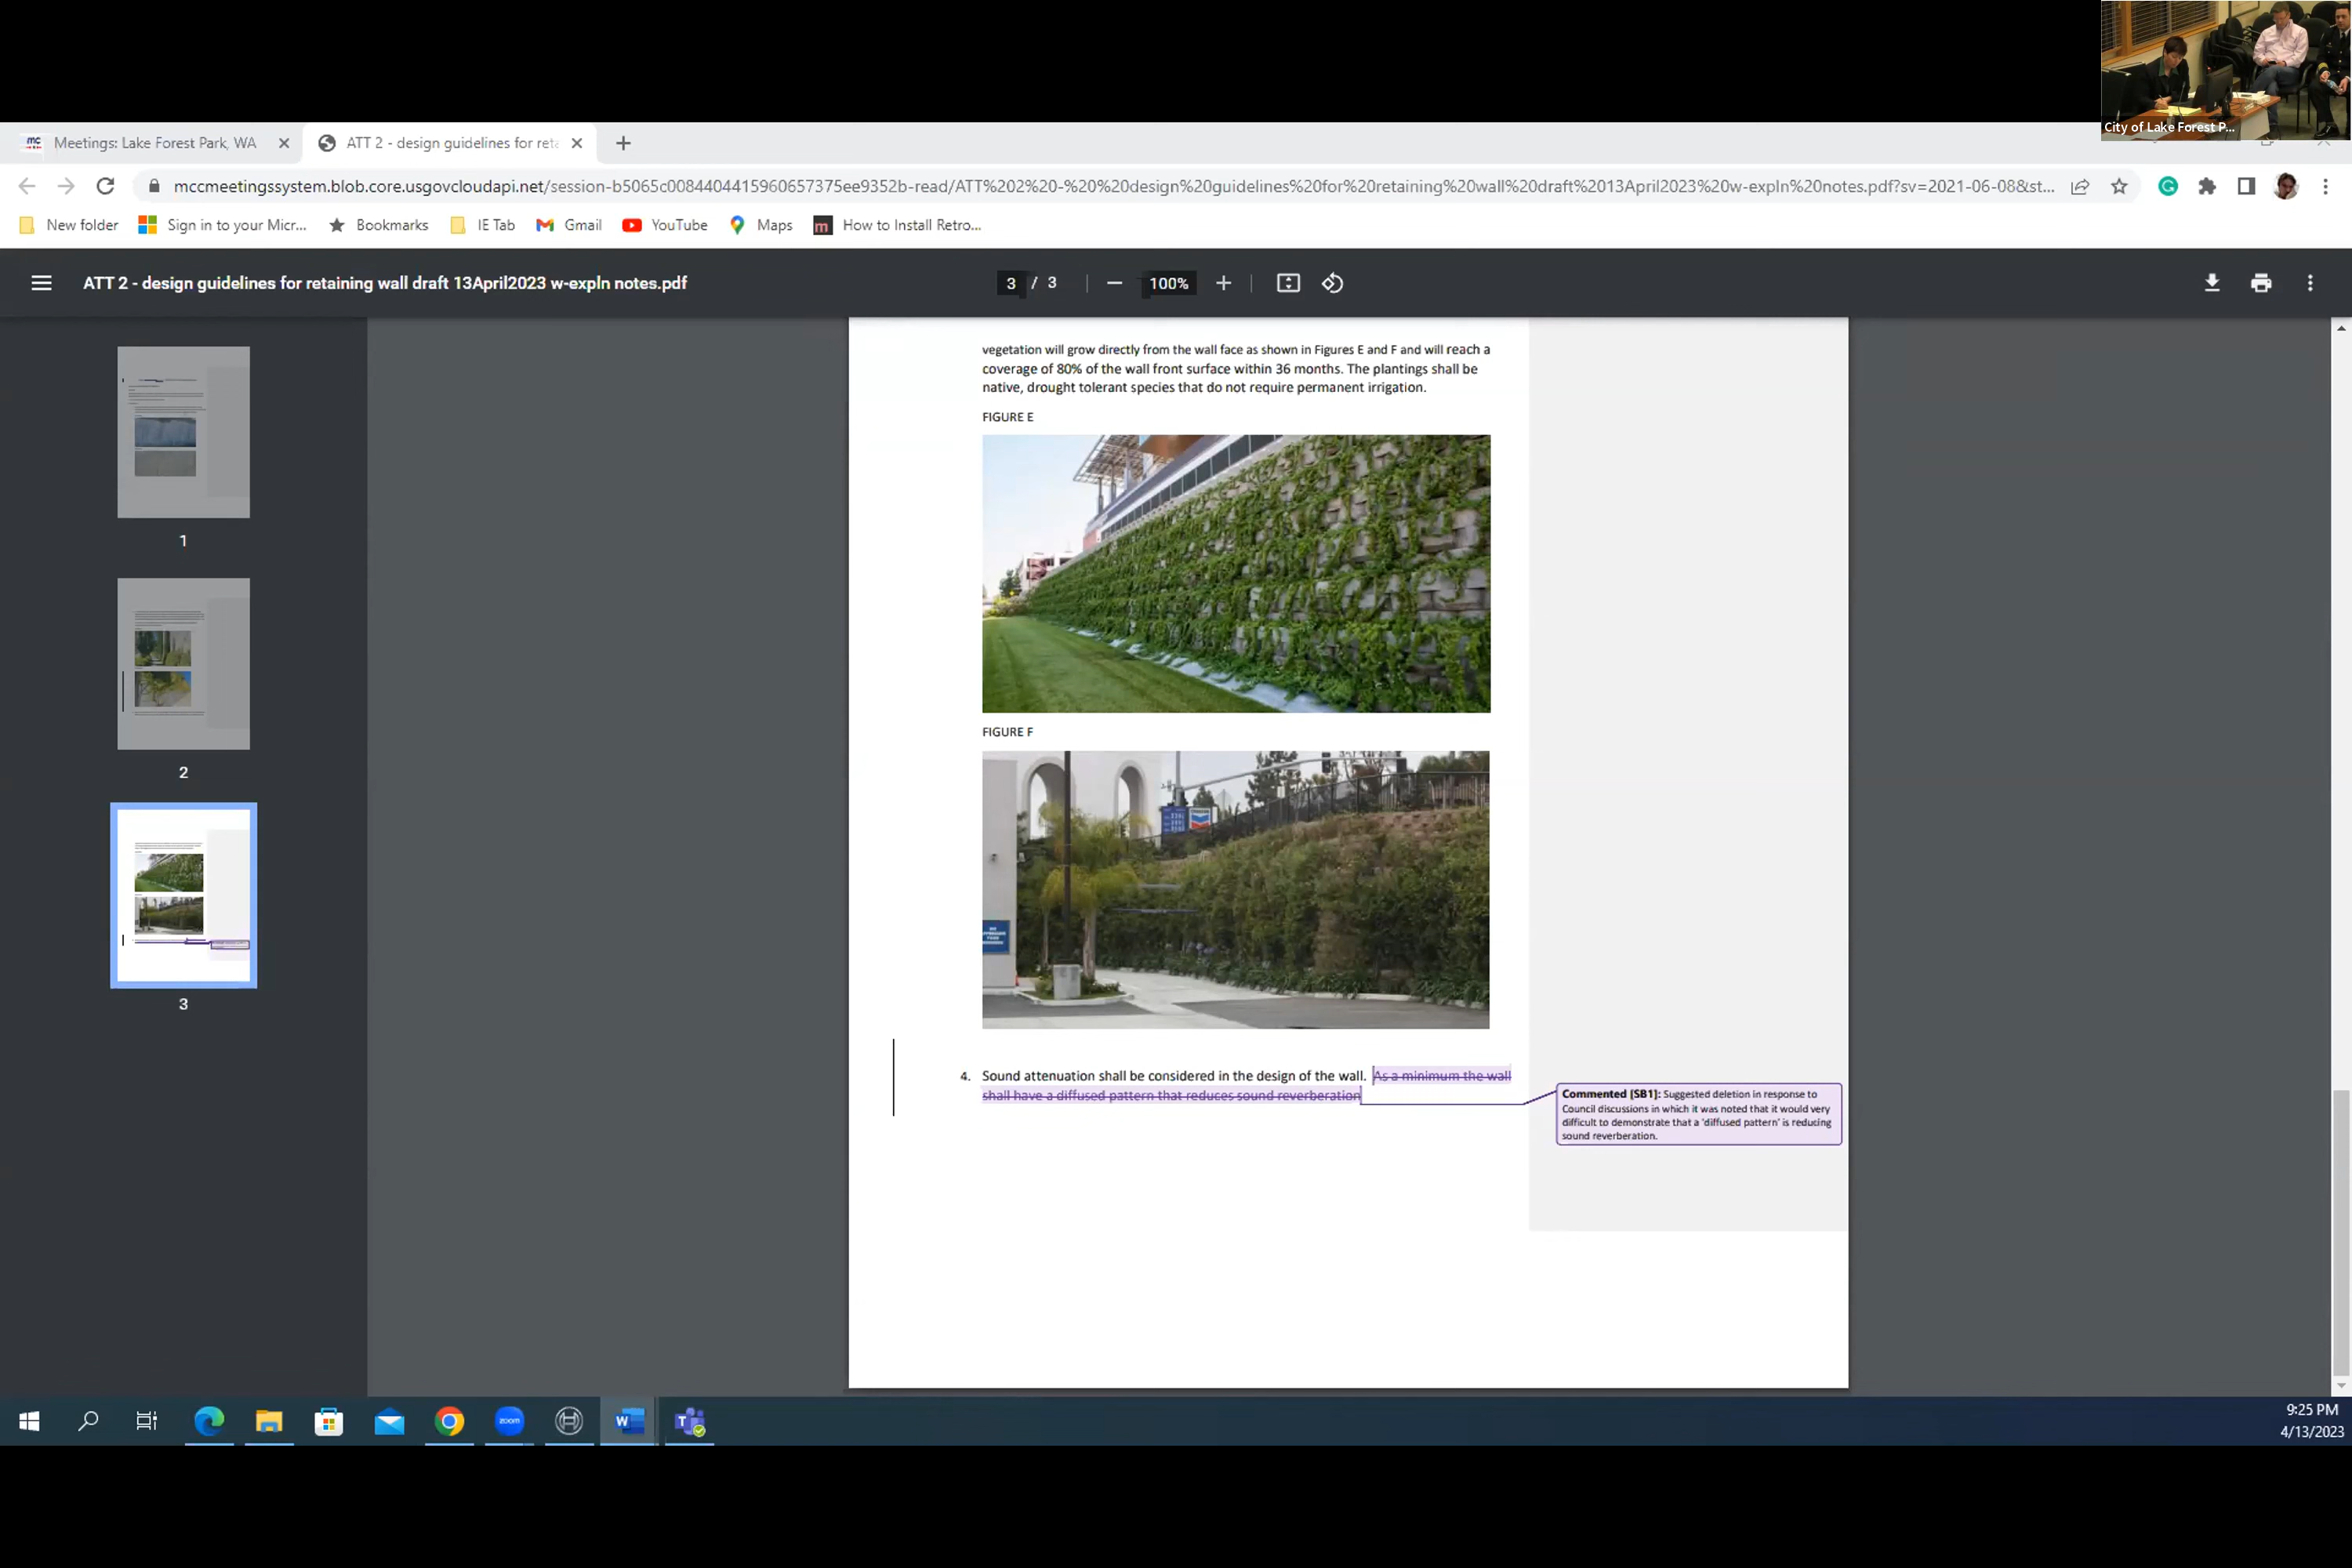 City of Lake Forest P...
Meetings: Lake Forest Park, WA
ATT 2 - design guidelines for reta
mccmeetingssystem.blob.core.usgovcloudapi.net/session-b5065c0084404415960657375ee9352b-read/ATT%202%20-%20%20design%20guidelines%20for%20retaining%20wall%20draft%2013April2023%20w-expln%20notes.pdf?sv=2021-06-08&st...
New folder
Sign in to your Micr...
Bookmarks
IE Tab
Gmail
YouTube
Maps
How to Install Retro...
ATT 2 - design guidelines for retaining wall draft 13April2023 w-expln notes.pdf
3 / 3
100%
1
2
3
vegetation will grow directly from the wall face as shown in Figures E and F and will reach a
coverage of 80% of the wall front surface within 36 months. The plantings shall be
native, drought tolerant species that do not require permanent irrigation.
FIGURE E
FIGURE F
4. Sound attenuation shall be considered in the design of the wall. As a minimum the wall
shall have a diffused pattern that reduces sound reverberation
Commented [SB1]: Suggested deletion in response to
Council discussions in which it was noted that it would very
difficult to demonstrate that a 'diffused pattern' is reducing
sound reverberation.
zoom
9:25 PM
4/13/2023